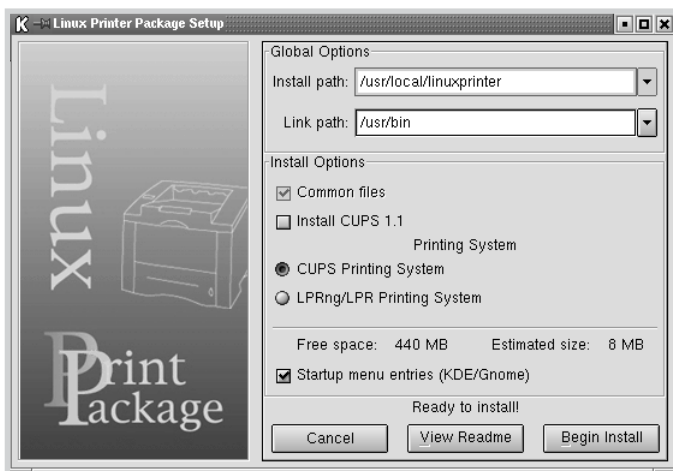 Linux Printer Package Setup
Linux
Print
Package
Global Options
Install path: /usr/local/linuxprinter
Link path: /usr/bin
Install Options
Common files
Install CUPS 1.1
Printing System
CUPS Printing System
LPRng/LPR Printing System
Free space: 440 MB Estimated size: 8 MB
Startup menu entries (KDE/Gnome)
Ready to install!
Cancel View Readme Begin Install